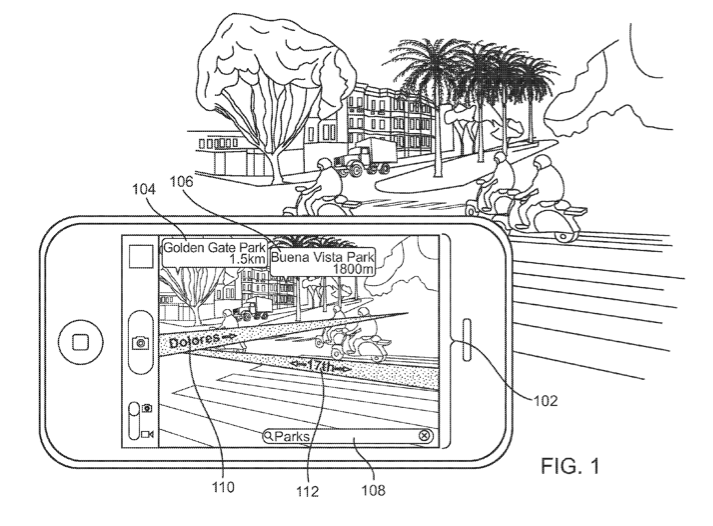 104
106
Golden Gate Park
1.5km
Buena Vista Park
1800m
Dolores →
←17th→
102
Parks
110
112
108
FIG. 1